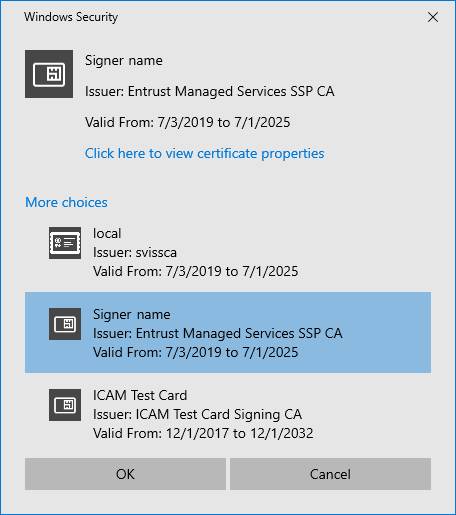 Windows Security
Signer name
Issuer: Entrust Managed Services SSP CA
Valid From: 7/3/2019 to 7/1/2025
Click here to view certificate properties
More choices
local
Issuer: svissca
Valid From: 7/3/2019 to 7/1/2025
Signer name
Issuer: Entrust Managed Services SSP CA
Valid From: 7/3/2019 to 7/1/2025
ICAM Test Card
Issuer: ICAM Test Card Signing CA
Valid From: 12/1/2017 to 12/1/2032
OK
Cancel